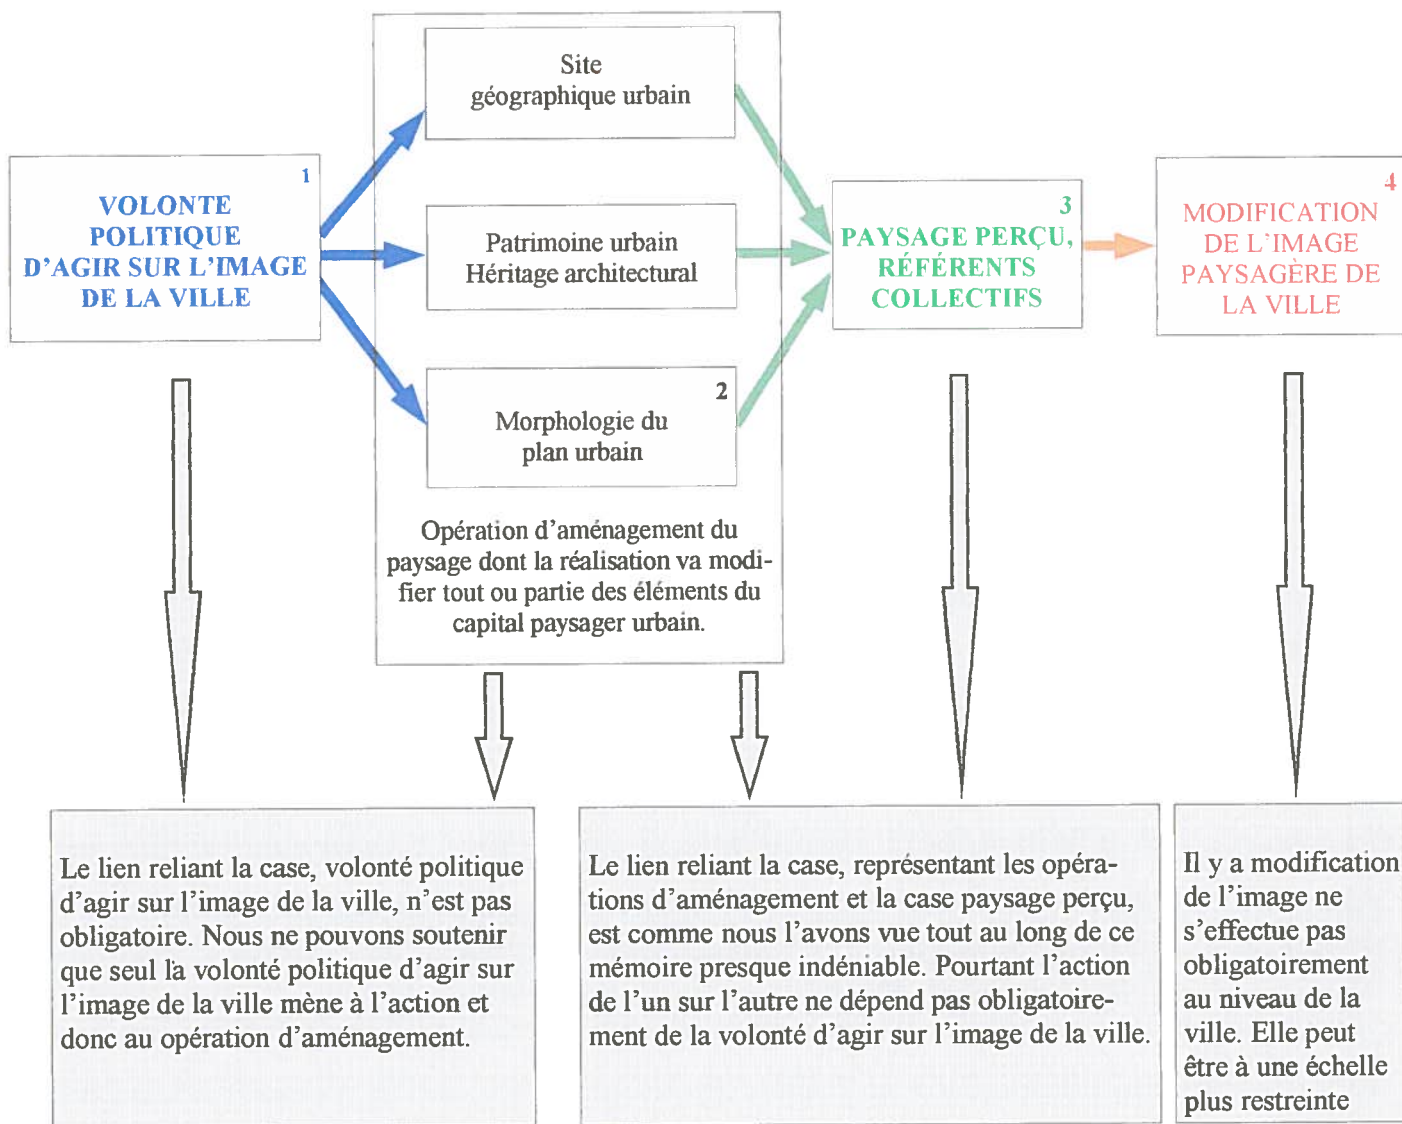 1
VOLONTE
POLITIQUE
D'AGIR SUR L'IMAGE
DE LA VILLE
Site
géographique urbain
Patrimoine urbain
Héritage architectural
2
Morphologie du
plan urbain
Opération d'aménagement du
paysage dont la réalisation va modi-
fier tout ou partie des éléments du
capital paysager urbain.
3
PAYSAGE PERÇU,
RÉFÉRENTS
COLLECTIFS
4
MODIFICATION
DE L'IMAGE
PAYSAGÈRE DE
LA VILLE
Le lien reliant la case, volonté politique
d'agir sur l'image de la ville, n'est pas
obligatoire. Nous ne pouvons soutenir
que seul la volonté politique d'agir sur
l'image de la ville mène à l'action et
donc au opération d'aménagement.
Le lien reliant la case, représentant les opéra-
tions d'aménagement et la case paysage perçu,
est comme nous l'avons vue tout au long de ce
mémoire presque indéniable. Pourtant l'action
de l'un sur l'autre ne dépend pas obligatoire-
ment de la volonté d'agir sur l'image de la ville.
Il y a modification
de l'image ne
s'effectue pas
obligatoirement
au niveau de la
ville. Elle peut
être à une échelle
plus restreinte